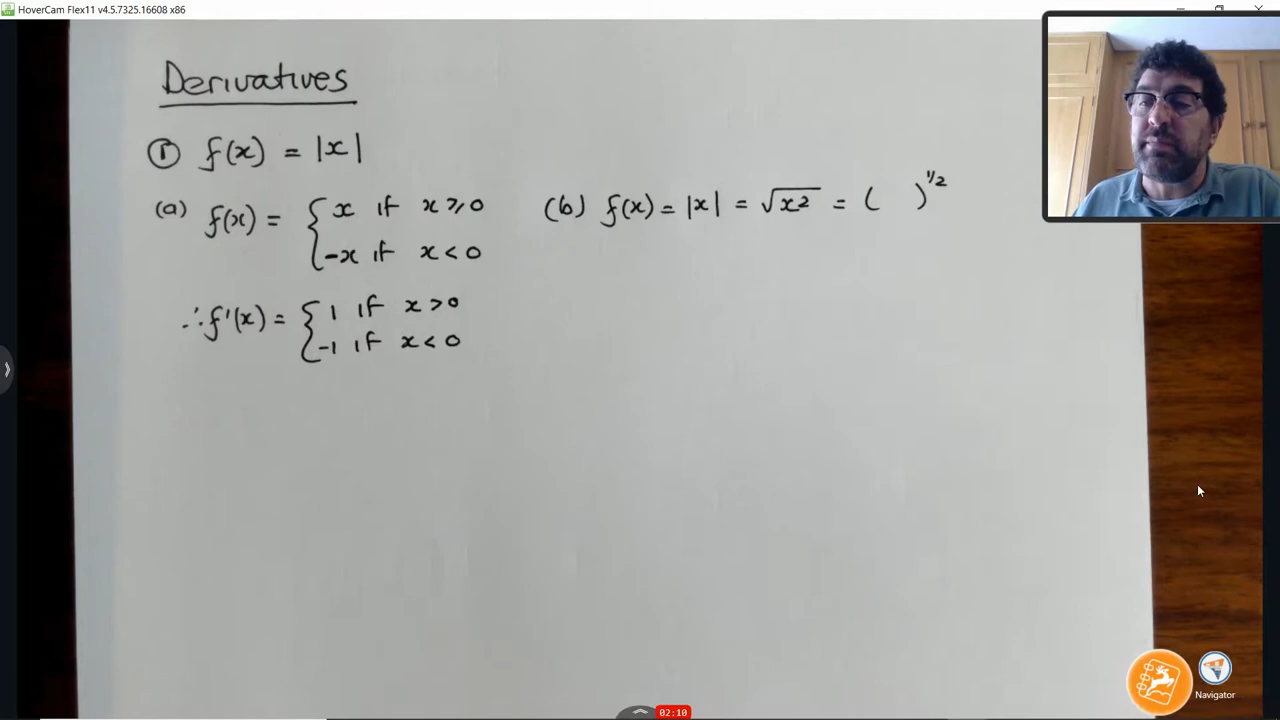 HoverCam Flex11 v4.5.7325.16608 x86
Derivatives
① f(x) = |x|
(a) f(x) = { x if x ⩾ 0
-x if x < 0
(b) f(x) = |x| = √x² = ( )^1/2
∴ f'(x) = { 1 if x > 0
-1 if x < 0
02:10
Navigator